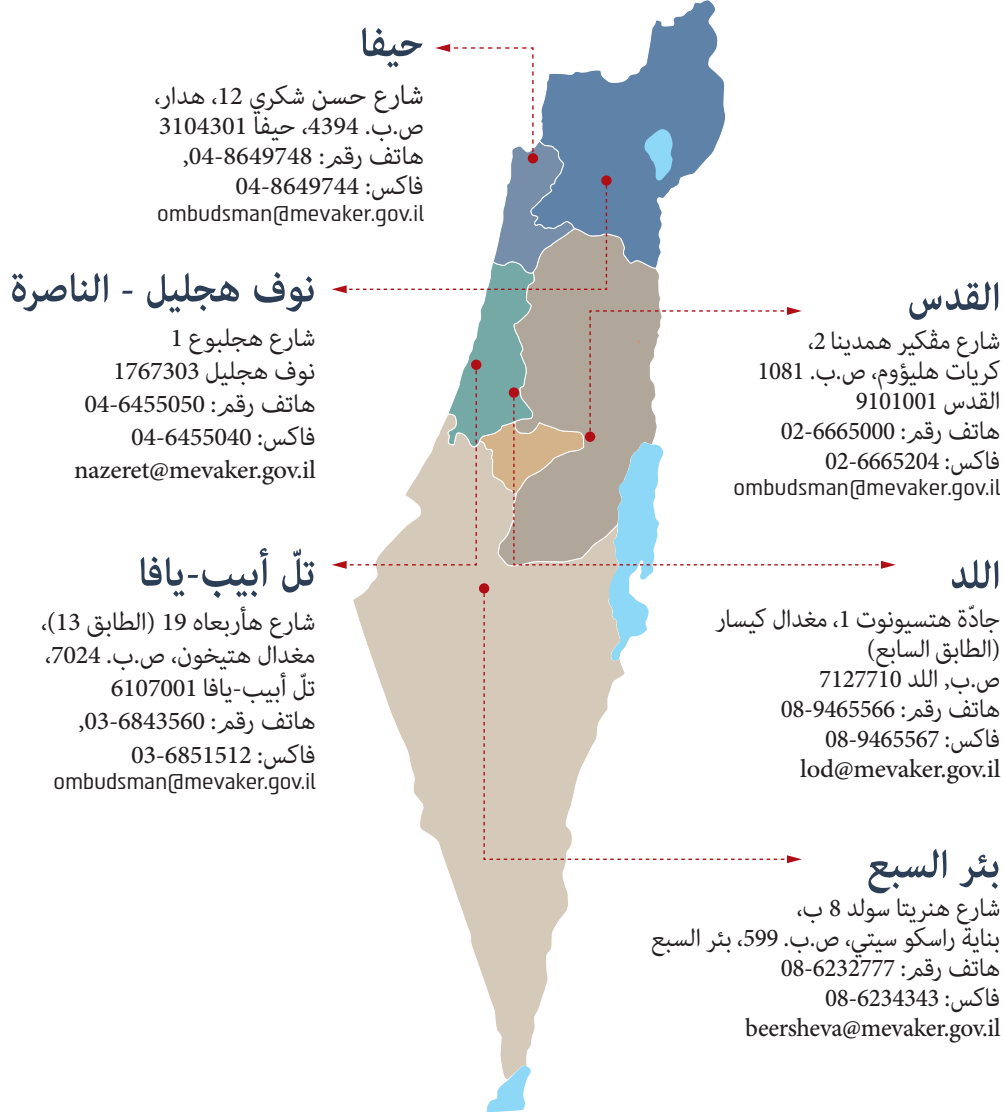 حيفا
شارع حسن شكري 12، هدار،
ص.ب. 4394، حيفا 3104301
هاتف رقم: 04-8649748,
فاكس: 04-8649744
ombudsman@mevaker.gov.il
نوف هجليل - الناصرة
شارع هجلبوع 1
نوف هجليل 1767303
هاتف رقم: 04-6455050
فاكس: 04-6455040
nazeret@mevaker.gov.il
القدس
شارع مڤكير همدينا 2،
كريات هليؤوم، ص.ب. 1081
القدس 9101001
هاتف رقم: 02-6665000
فاكس: 02-6665204
ombudsman@mevaker.gov.il
تلّ أبيب-يافا
شارع هأربعاه 19 (الطابق 13)،
مغدال هتيخون، ص.ب. 7024،
تلّ أبيب-يافا 6107001
هاتف رقم: 03-6843560,
فاكس: 03-6851512
ombudsman@mevaker.gov.il
اللد
جادّة هتسيونوت 1، مغدال كيسار
(الطابق السابع)
ص.ب, اللد 7127710
هاتف رقم: 08-9465566
فاكس: 08-9465567
lod@mevaker.gov.il
بئر السبع
شارع هنريتا سولد 8 ب،
بناية راسكو سيتي، ص.ب. 599، بئر السبع
هاتف رقم: 08-6232777
فاكس: 08-6234343
beersheva@mevaker.gov.il